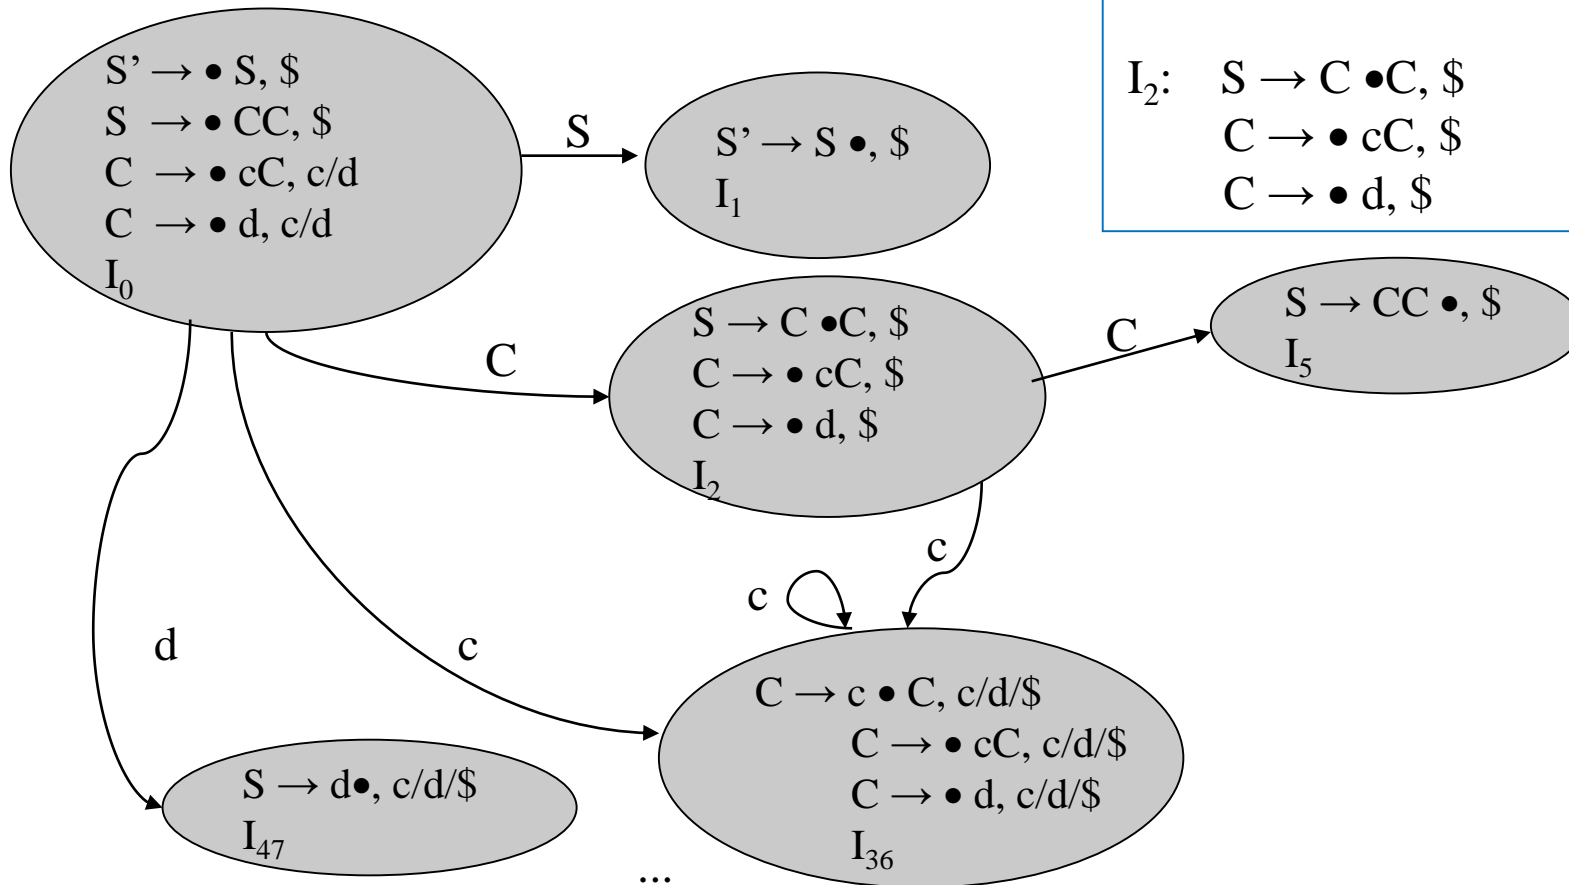 S’ → • S, $
S → • CC, $
C → • cC, c/d
C → • d, c/d
I₀
S
S’ → S •, $
I₁
I₂: S → C •C, $
C → • cC, $
C → • d, $
C
S → C •C, $
C → • cC, $
C → • d, $
I₂
C
S → CC •, $
I₅
c
c
d
c
C → c • C, c/d/$
C → • cC, c/d/$
C → • d, c/d/$
I₃₆
S → d•, c/d/$
I₄₇
...